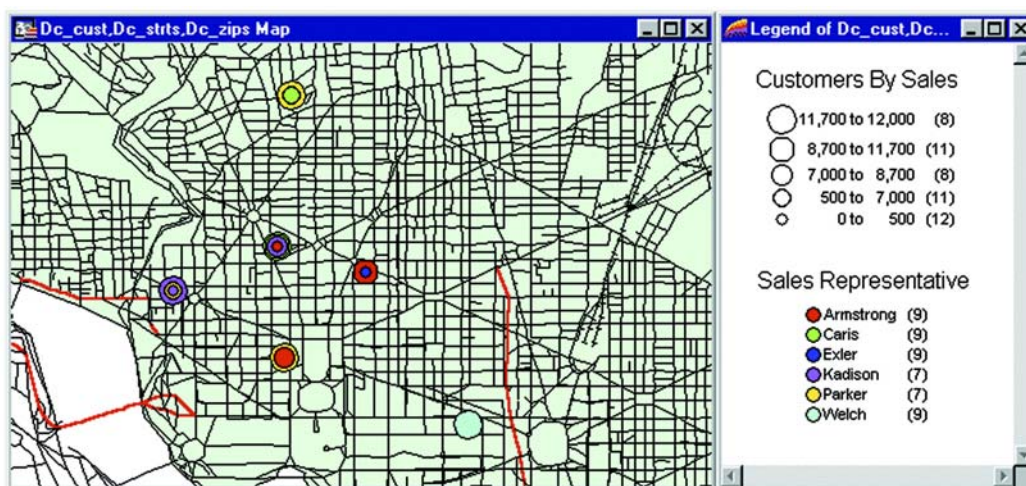 Dc_cust,Dc_strts,Dc_zips Map
Legend of Dc_cust,Dc...
Customers By Sales
11,700 to 12,000 (8)
8,700 to 11,700 (11)
7,000 to 8,700 (8)
500 to 7,000 (11)
0 to 500 (12)
Sales Representative
Armstrong (9)
Caris (9)
Exler (9)
Kadison (7)
Parker (7)
Welch (9)